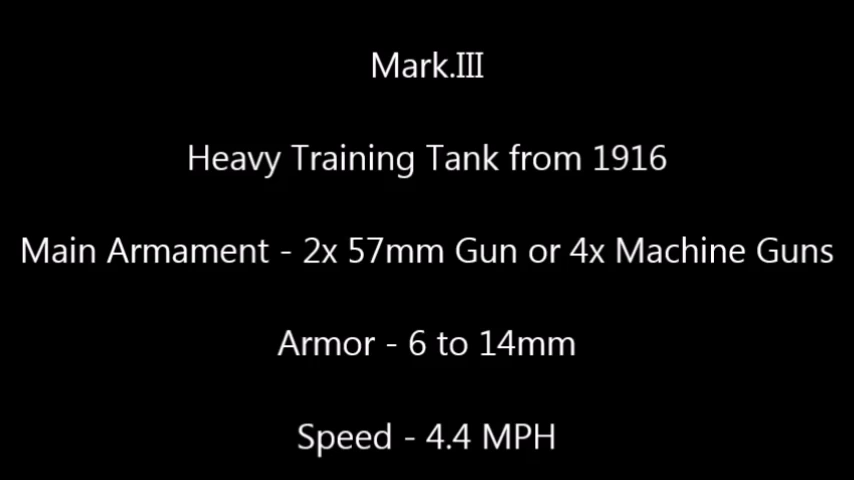 Mark.III
Heavy Training Tank from 1916
Main Armament - 2x 57mm Gun or 4x Machine Guns
Armor - 6 to 14mm
Speed - 4.4 MPH